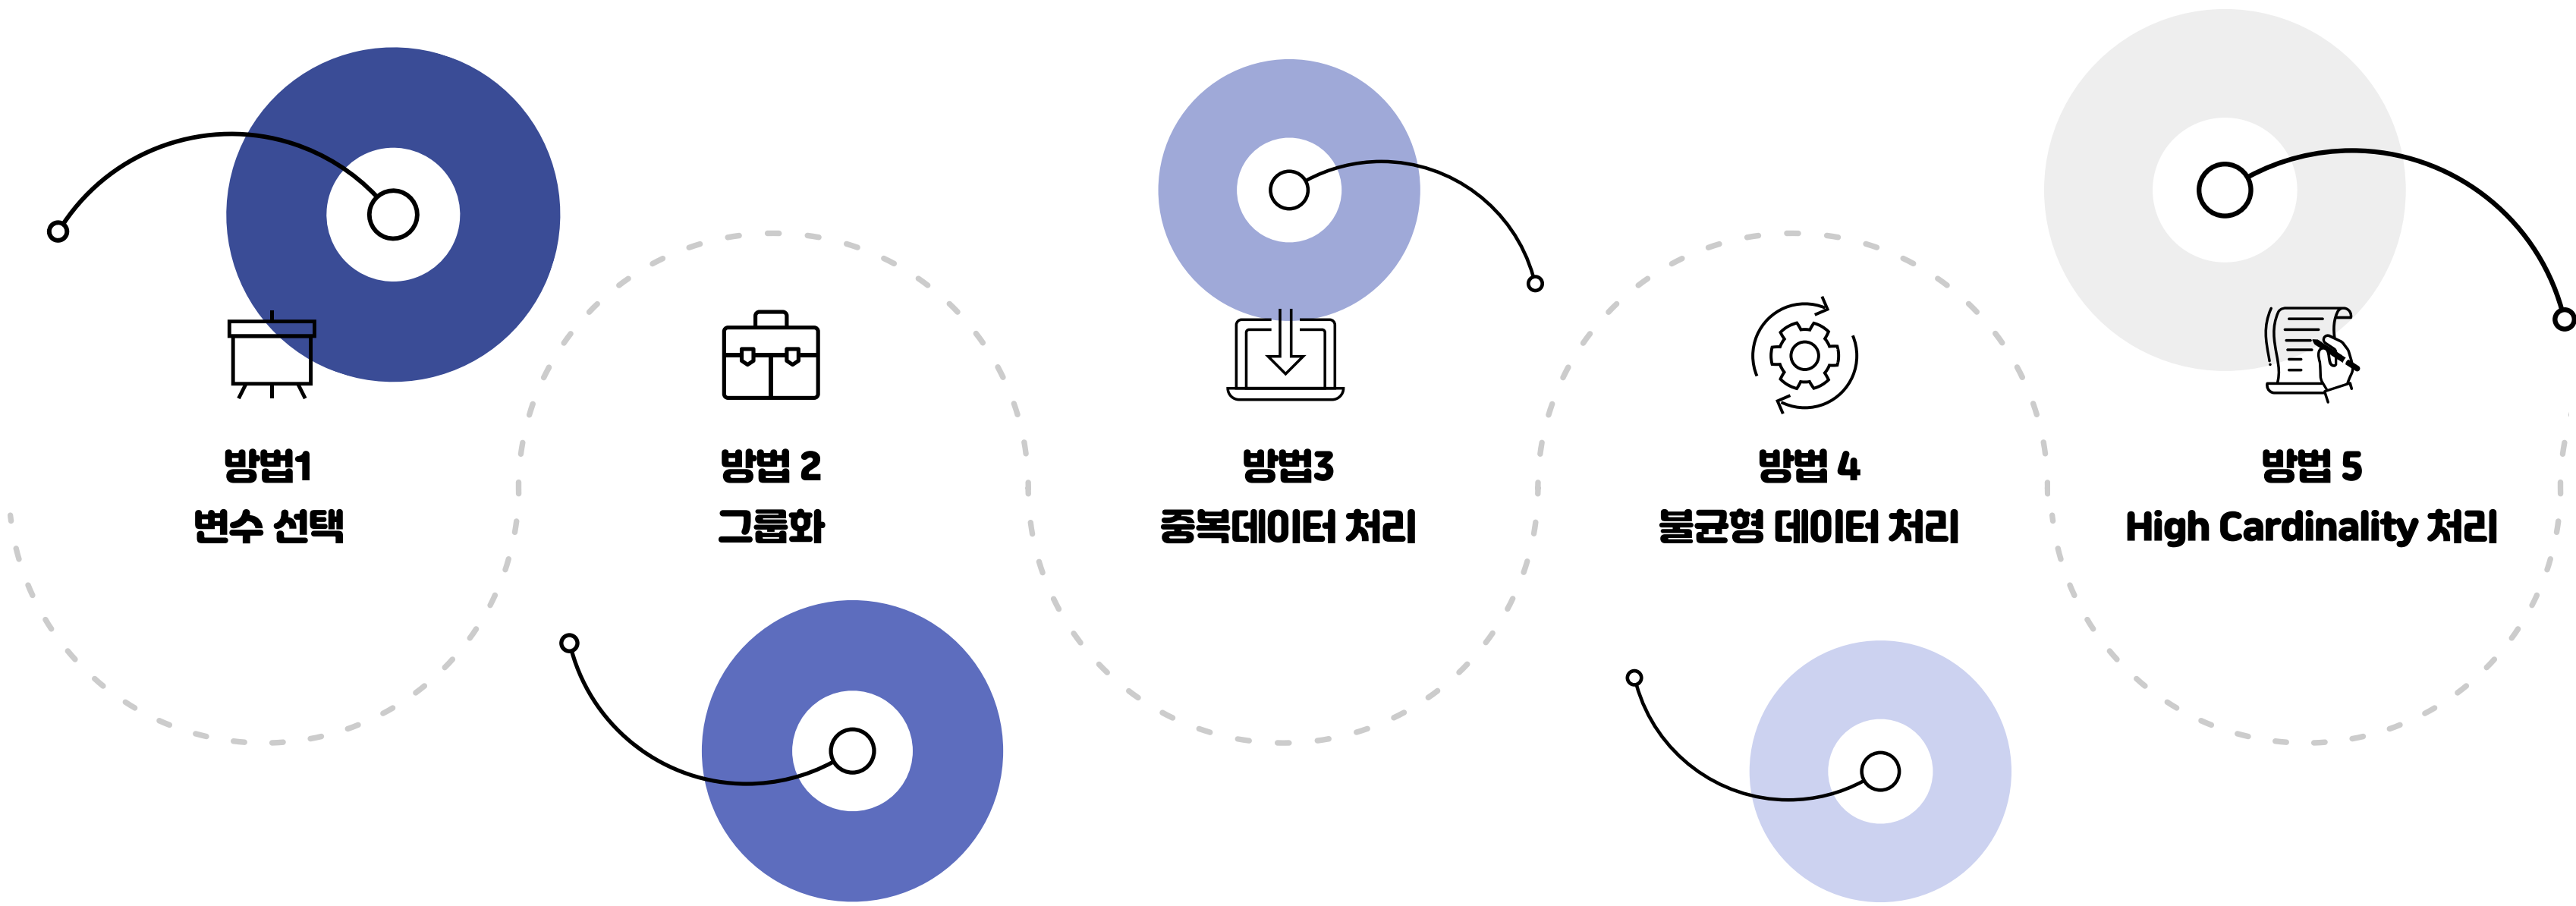 방법1
변수 선택
방법 2
그룹화
방법3
중복데이터 처리
방법 4
불균형 데이터 처리
방법 5
High Cardinality 처리